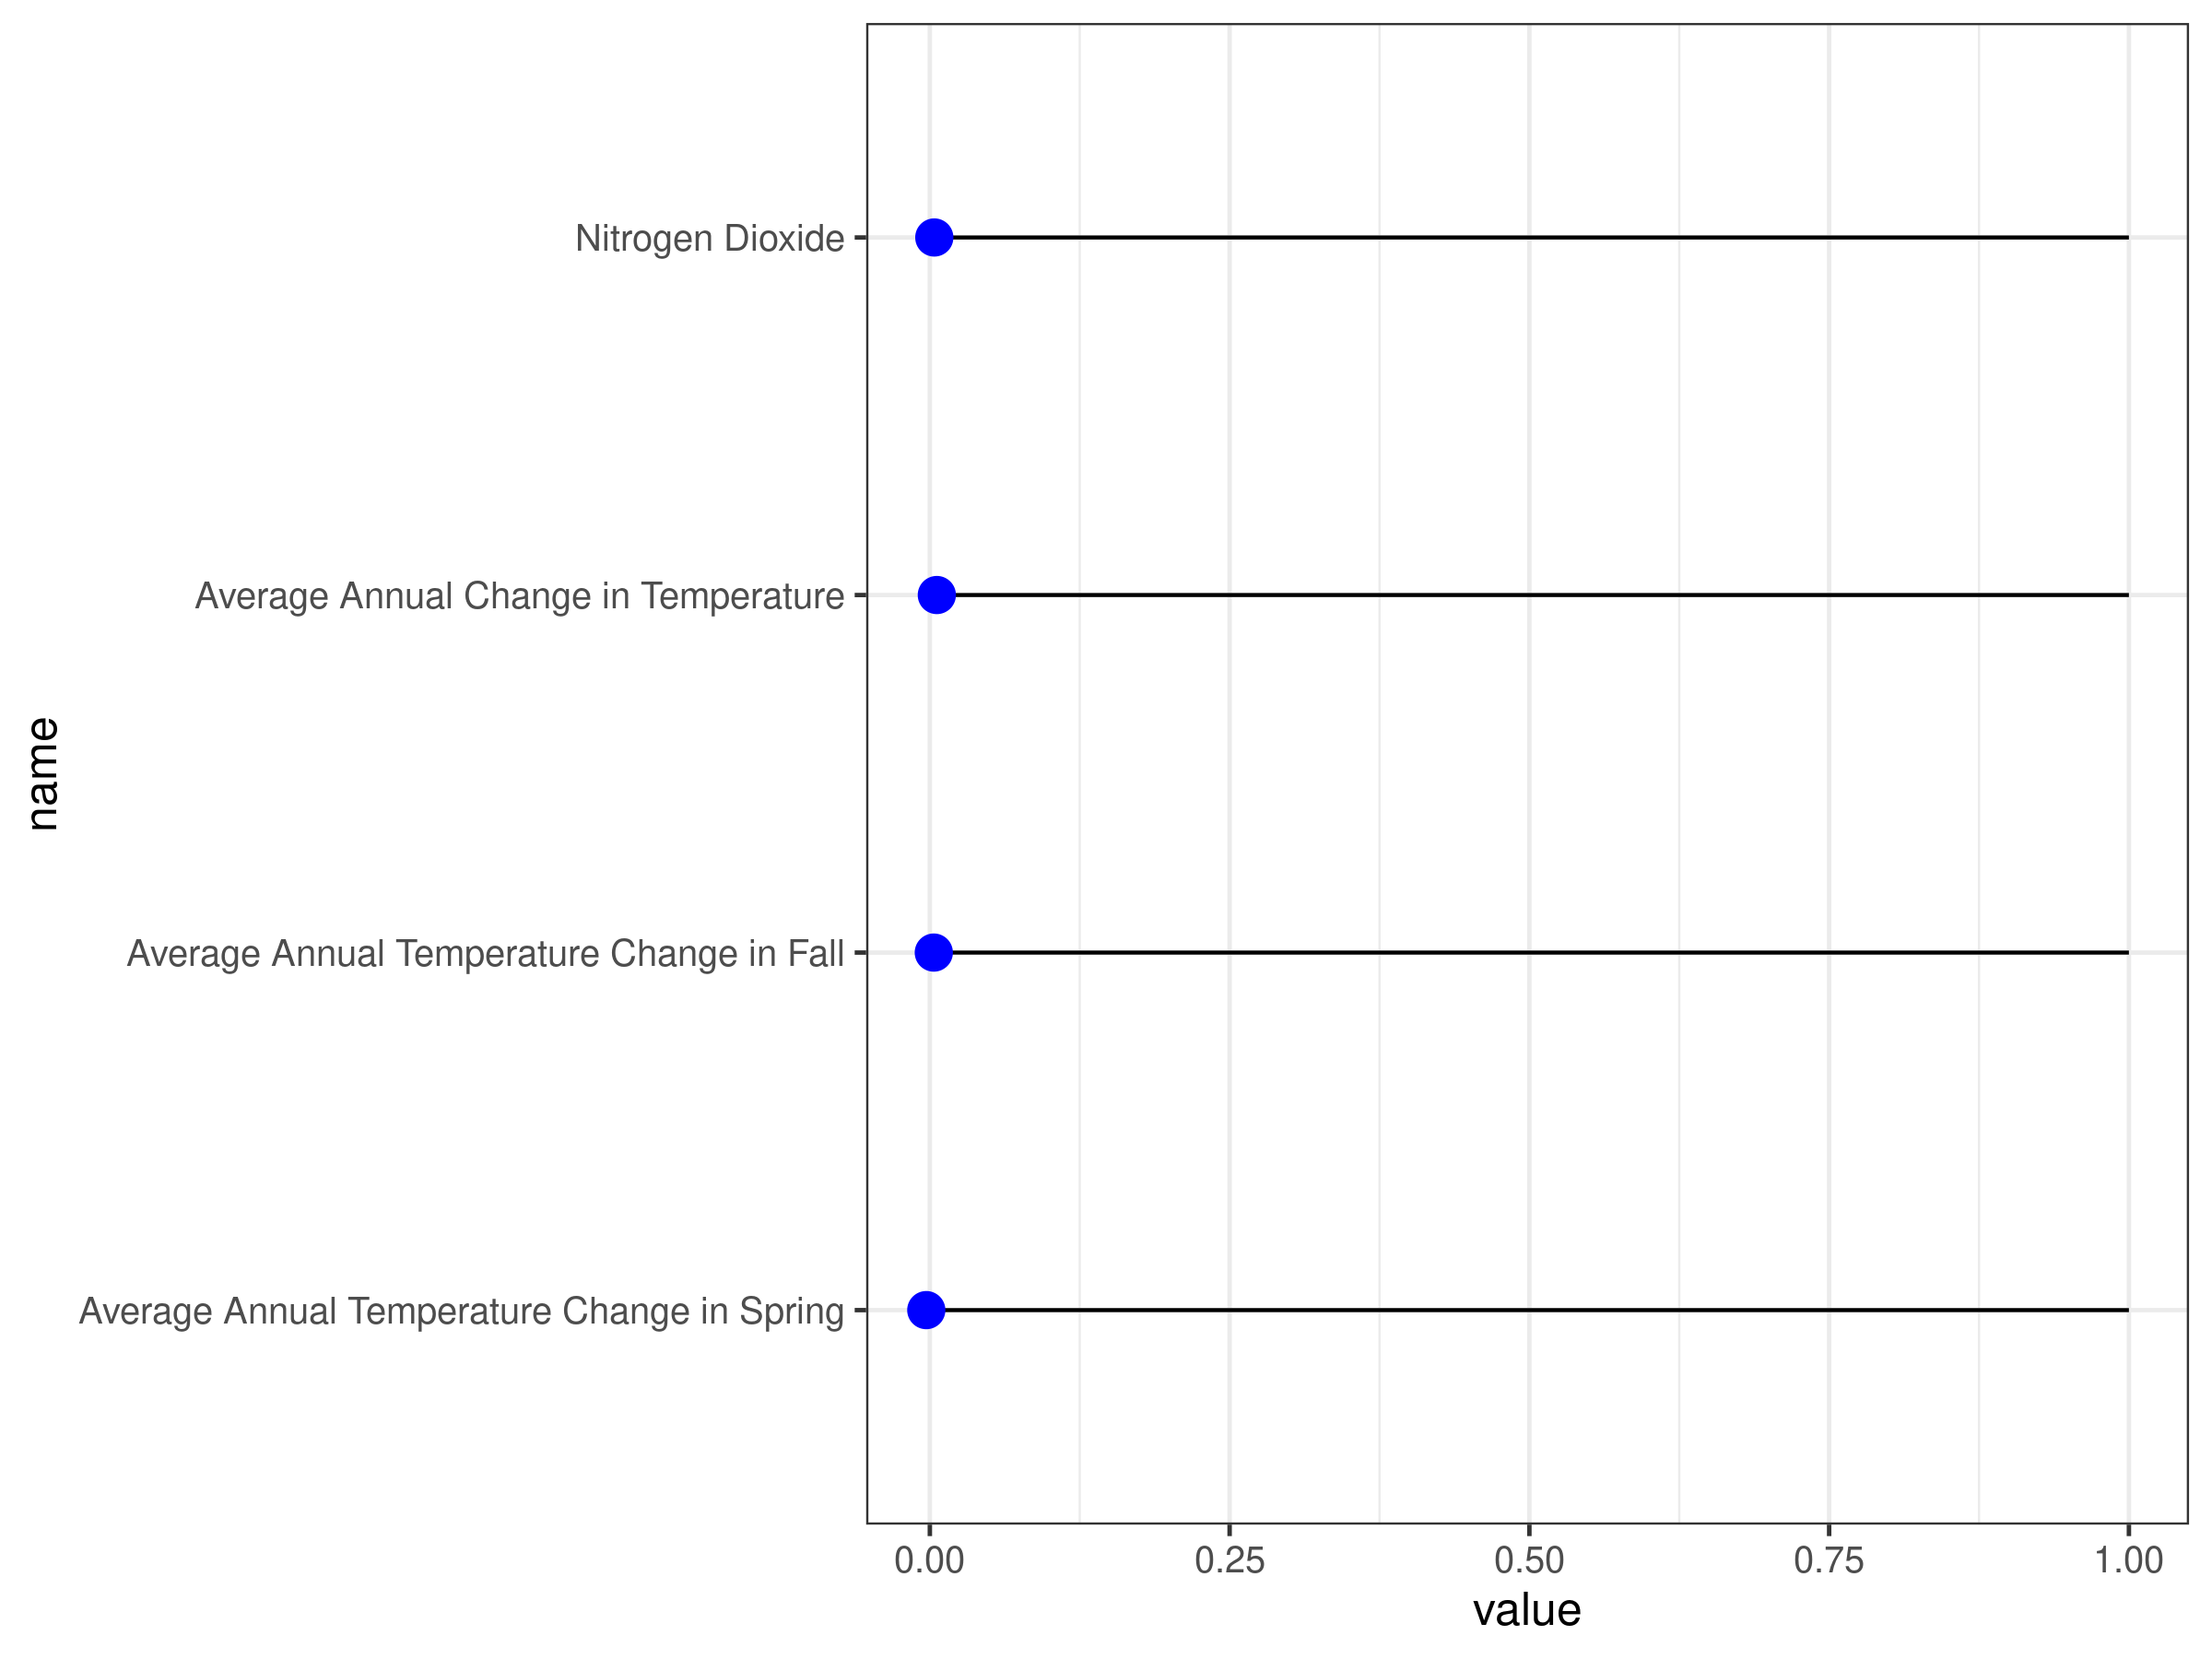 Nitrogen Dioxide
Average Annual Change in Temperature
Average Annual Temperature Change in Fall
Average Annual Temperature Change in Spring
name
0.00 0.25 0.50 0.75 1.00
value